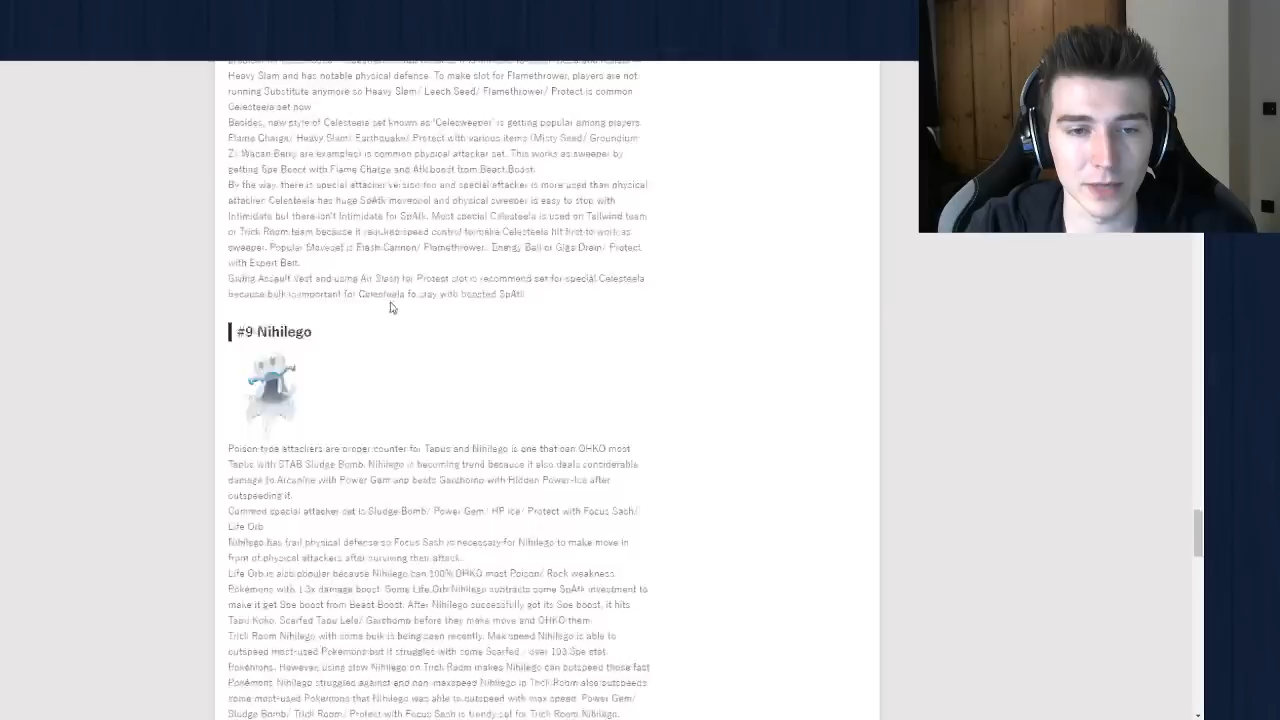 Heavy Slam and has notable physical defense. To make slot for Flamethrower, players are not
running Substitute anymore so Heavy Slam/ Leech Seed/ Flamethrower/ Protect is common
Celesteela set now
Besides, new style of Celesteela set known as 'Celesweeper' is getting popular among players.
Flame Charge/ Heavy Slam/ Earthquake/ Protect with various items (Misty Seed/ Groundium
Z/ Wacan Berry are examples) is common physical attacker set. This works as sweeper by
getting Spe Boost with Flame Charge and Atk boost from Beast Boost.
By the way, there is special attacker version too and special attacker is more used than physical
attacker. Celesteela has huge SpAtk movepool and physical sweeper is easy to stop with
Intimidate but there isn't Intimidate for SpAtk. Most special Celesteela is used on Tailwind team
or Trick Room team because it requires speed control to make Celesteela hit first to work as
sweeper. Popular Moveset is Flash Cannon/ Flamethrower/ Energy Ball or Giga Drain/ Protect
with Expert Belt.
Giving Assault Vest and using Air Slash for Protect slot is recommend set for special Celesteela
because bulk is important for Celesteela to stay with boosted SpAtk
#9 Nihilego
Poison type attackers are proper counter for Tapus and Nihilego is one that can OHKO most
Tapus with STAB Sludge Bomb. Nihilego is becoming trend because it also deals considerable
damage to Arcanine with Power Gem and beats Garchomp with Hidden Power-Ice after
outspeeding it.
Common special attacker set is Sludge Bomb/ Power Gem/ HP Ice/ Protect with Focus Sash/
Life Orb
Nihilego has frail physical defense so Focus Sash is necessary for Nihilego to make move in
front of physical attackers after surviving their attack.
Life Orb is also popular because Nihilego can 100% OHKO most Poison/ Rock weakness
Pokémons with 1.3x damage boost. Some Life Orb Nihilego subtracts some SpAtk investment to
make it get Spe boost from Beast Boost. After Nihilego successfully got its Spe boost, it hits
Tapu Koko, Scarfed Tapu Lele/ Garchomp before they make move and OHKO them
Trick Room Nihilego with some bulk is being seen recently. Max speed Nihilego is able to
outspeed most-used Pokemons but it struggles with some Scarfed / over 103 Spe stat
Pokémons. However, using slow Nihilego on Trick Room makes Nihilego can outspeed those fast
Pokémons Nihilego struggled against and non-maxspeed Nihilego in Trick Room also outspeeds
some most-used Pokemons that Nihilego was able to outspeed with max speed. Power Gem/
Sludge Bomb/ Trick Room/ Protect with Focus Sash is trendy set for Trick Room Nihilego.